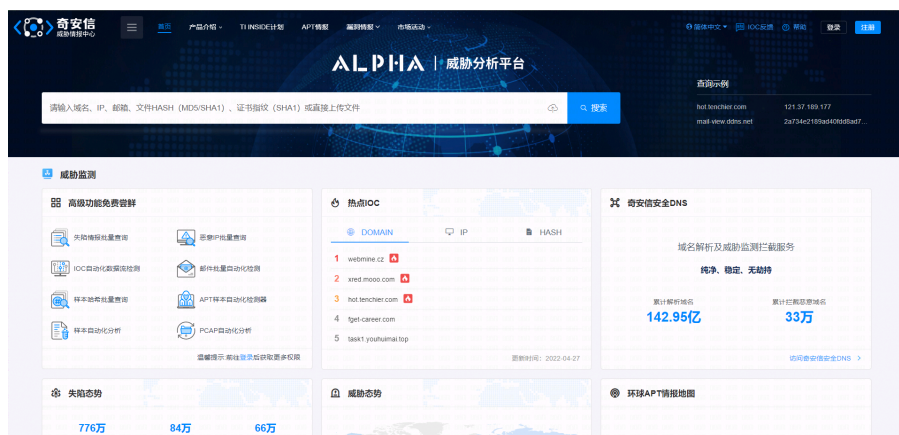 奇安信
威胁情报中心
首页 产品介绍 TI INSIDE计划 APT情报 漏洞情报 市场活动 简体中文 IOC反馈 帮助 登录 注册
ALPHA | 威胁分析平台
查询示例
请输入域名、IP、邮箱、文件HASH (MD5/SHA1) 、证书指纹 (SHA1) 或直接上传文件 搜索
hot.tenchier.com 121.37.189.177
mail-view.ddns.net 2a734e2189ad40fdd8ad7...
威胁监测
高级功能免费尝鲜
失陷情报批量查询 恶意IP批量查询
IOC自动化数据流检测 邮件批量自动化检测
样本哈希批量查询 APT样本自动化检测器
样本自动化分析 PCAP自动化分析
温馨提示:前往登录后获取更多权限
热点IOC
DOMAIN IP HASH
1 webmine.cz
2 xred.mooo.com
3 hot.tenchier.com
4 fget-career.com
5 task1.youhuimai.top
更新时间：2022-04-27
奇安信安全DNS
域名解析及威胁监测拦截服务
纯净、稳定、无劫持
累计解析域名 累计拦截恶意域名
142.95亿 33万
访问奇安信安全DNS >
失陷态势
776万 84万 66万
威胁态势
环球APT情报地图